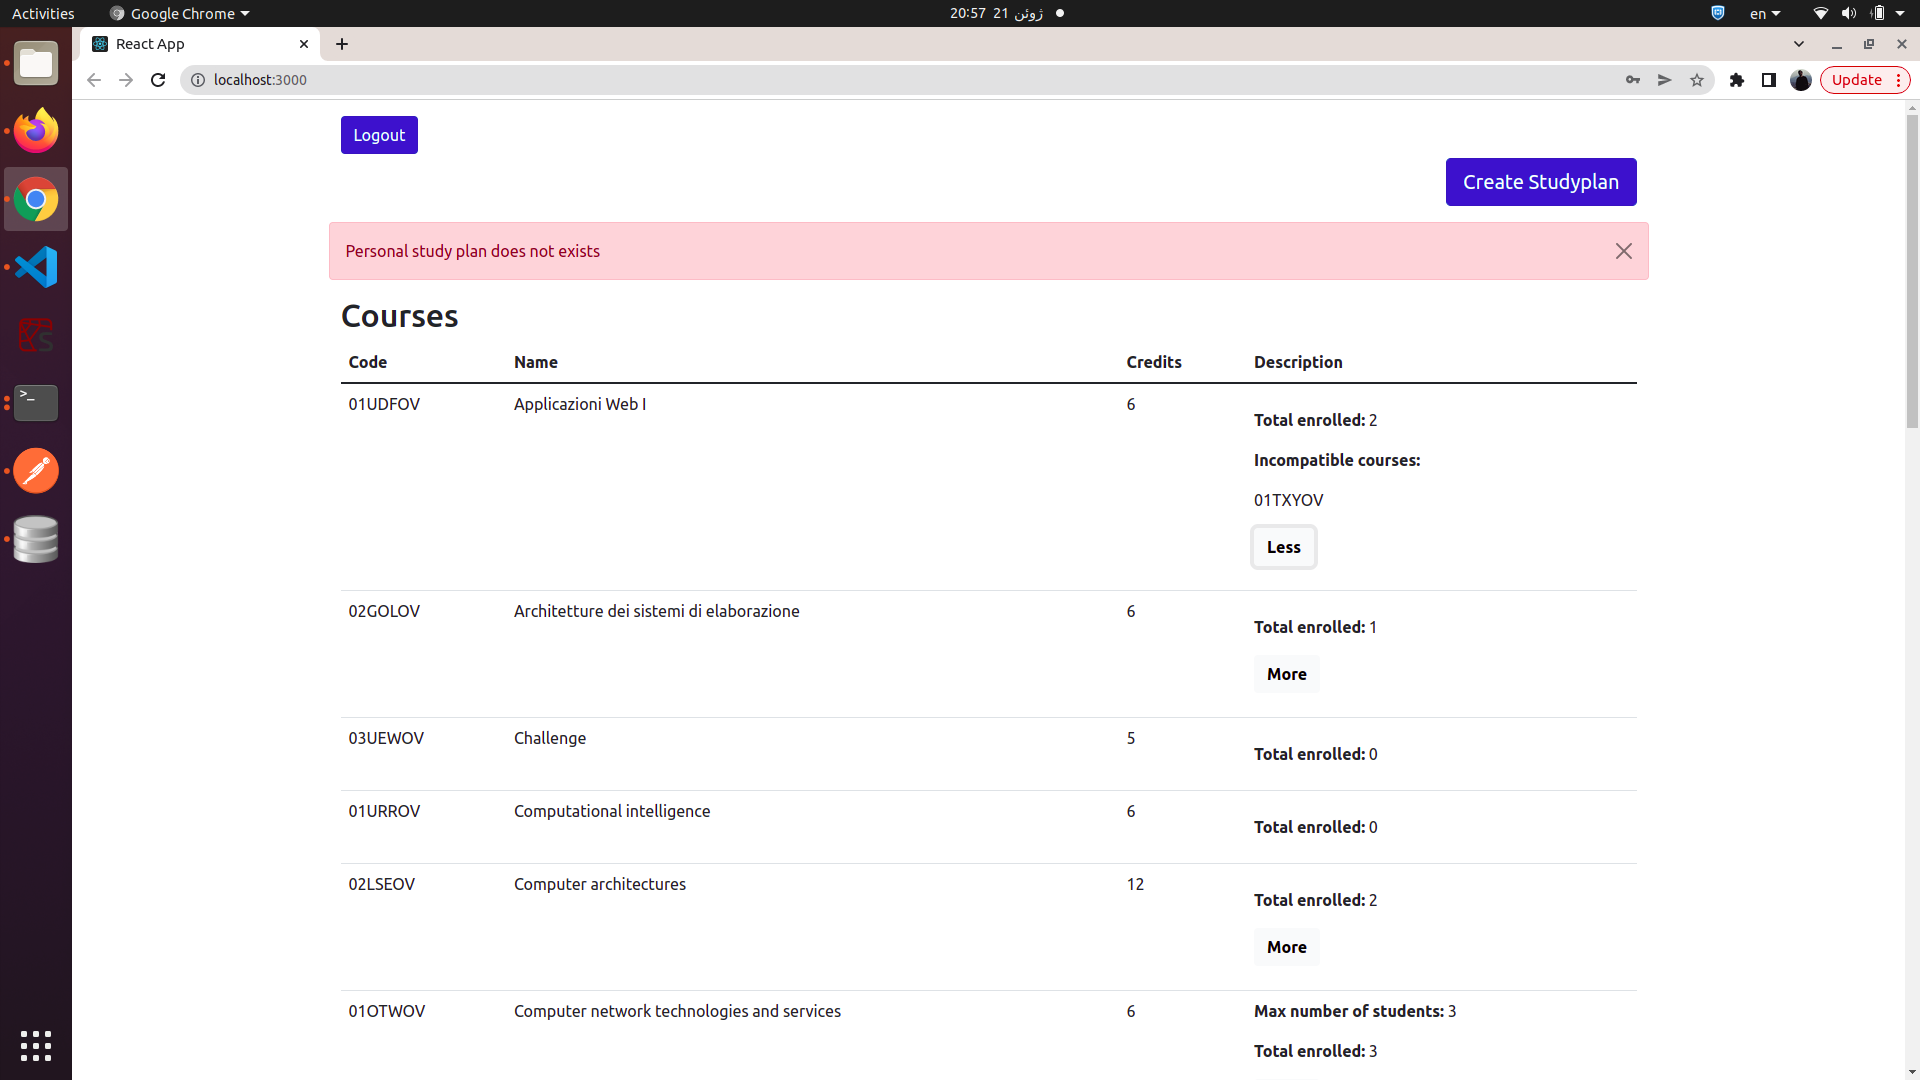 Activities Google Chrome 20:57 21 ژوئن en
React App
localhost:3000 Update
Logout
Create Studyplan
Personal study plan does not exists
Courses
Code Name Credits Description
01UDFOV Applicazioni Web I 6
Total enrolled: 2
Incompatible courses:
01TXYOV
Less
02GOLOV Architetture dei sistemi di elaborazione 6
Total enrolled: 1
More
03UEWOV Challenge 5
Total enrolled: 0
01URROV Computational intelligence 6
Total enrolled: 0
02LSEOV Computer architectures 12
Total enrolled: 2
More
01OTWOV Computer network technologies and services 6 Max number of students: 3
Total enrolled: 3